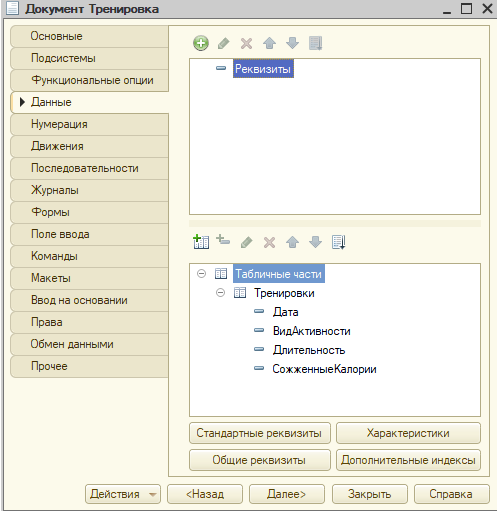 Документ Тренировка
Основные
Подсистемы
Функциональные опции
Данные
Нумерация
Движения
Последовательности
Журналы
Формы
Поле ввода
Команды
Макеты
Ввод на основании
Права
Обмен данными
Прочее
Реквизиты
Табличные части
Тренировки
Дата
ВидАктивности
Длительность
СожженныеКалории
Стандартные реквизиты
Характеристики
Общие реквизиты
Дополнительные индексы
Действия
<Назад
Далее>
Закрыть
Справка